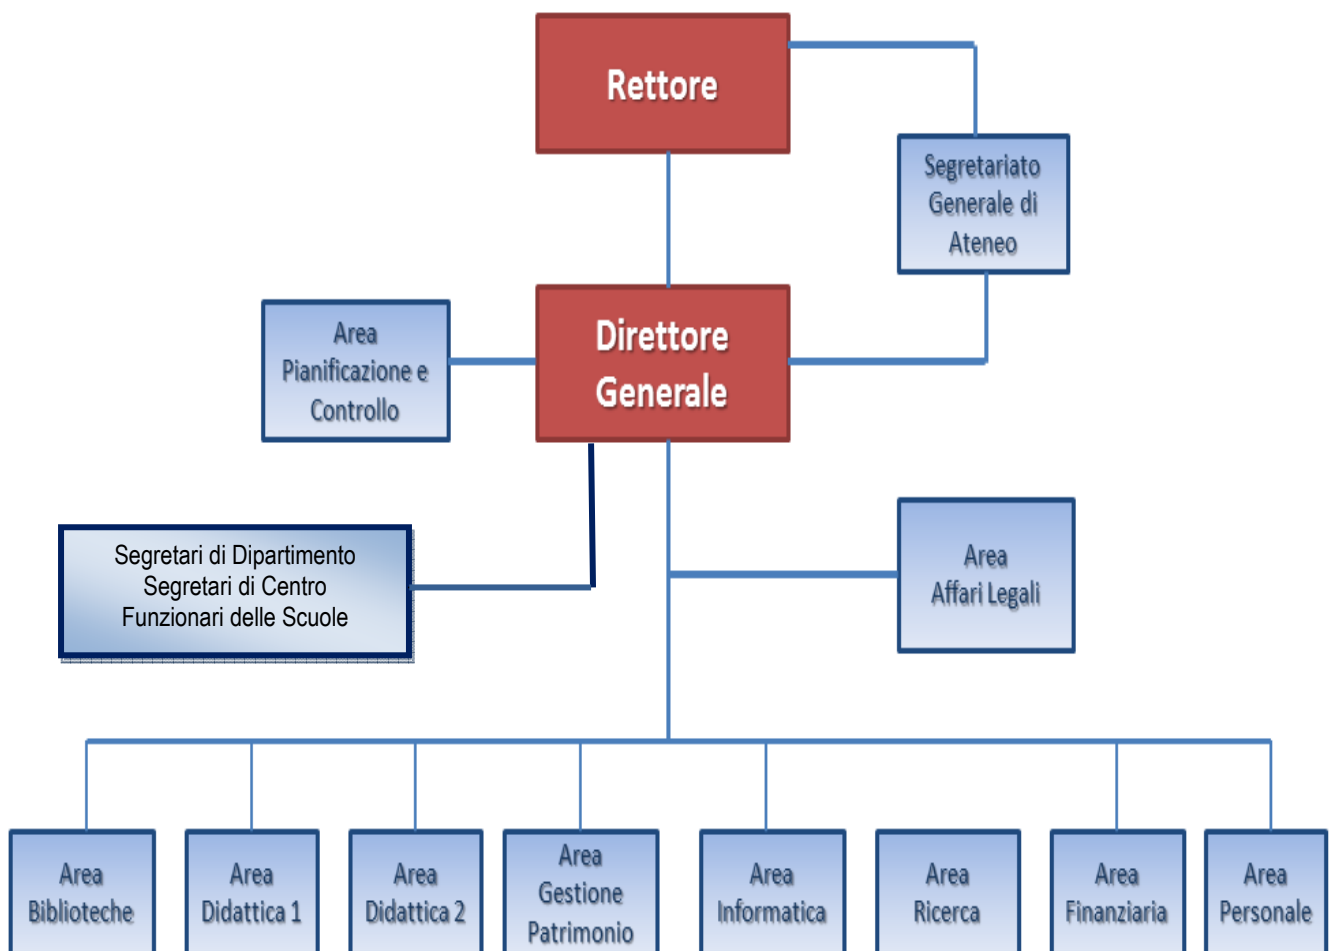 Rettore
Segretariato
Generale di
Ateneo
Direttore
Generale
Area
Pianificazione e
Controllo
Segretari di Dipartimento
Segretari di Centro
Funzionari delle Scuole
Area
Affari Legali
Area
Biblioteche
Area
Didattica 1
Area
Didattica 2
Area
Gestione
Patrimonio
Area
Informatica
Area
Ricerca
Area
Finanziaria
Area
Personale